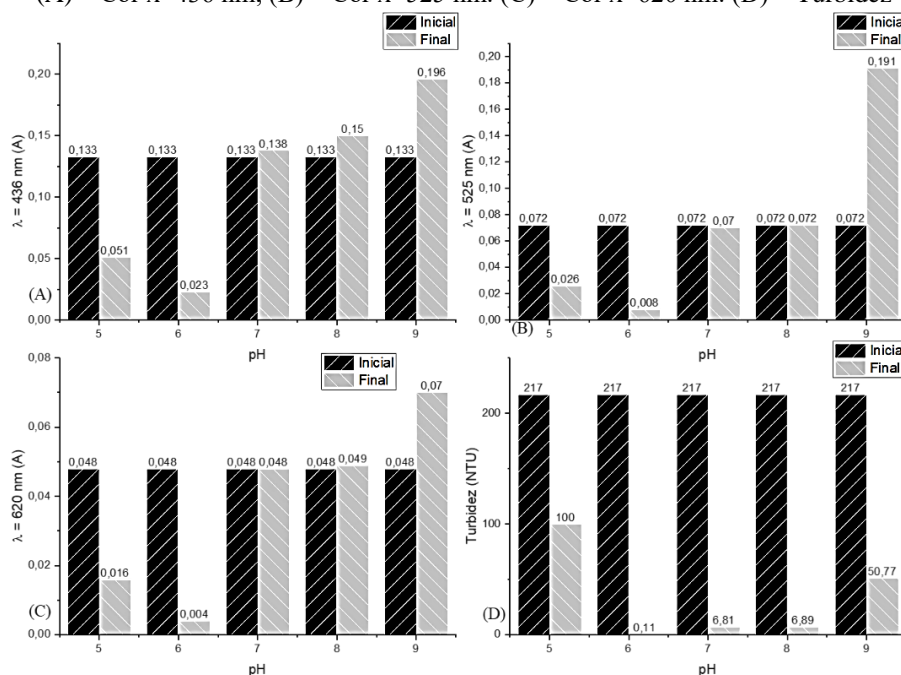 (A) – Cor λ=436 nm; (B) – Cor λ=525 nm. (C) – Cor λ=620 nm. (D) – Turbidez
Inicial
Final
λ = 436 nm (A)
0,20
0,15
0,10
0,05
0,00
0,133
0,051
0,133
0,023
0,133
0,138
0,133
0,15
0,133
0,196
(A)
5 6 7 8 9
pH
Inicial
Final
λ = 525 nm (A)
0,20
0,18
0,16
0,14
0,12
0,10
0,08
0,06
0,04
0,02
0,00
0,072
0,026
0,072
0,008
0,072
0,07
0,072
0,072
0,072
0,191
(B)
5 6 7 8 9
pH
Inicial
Final
λ = 620 nm (A)
0,08
0,06
0,04
0,02
0,00
0,048
0,016
0,048
0,004
0,048
0,048
0,048
0,049
0,048
0,07
(C)
5 6 7 8 9
pH
Inicial
Final
Turbidez (NTU)
200
100
0
217
100
217
0,11
217
6,81
217
6,89
217
50,77
(D)
5 6 7 8 9
pH